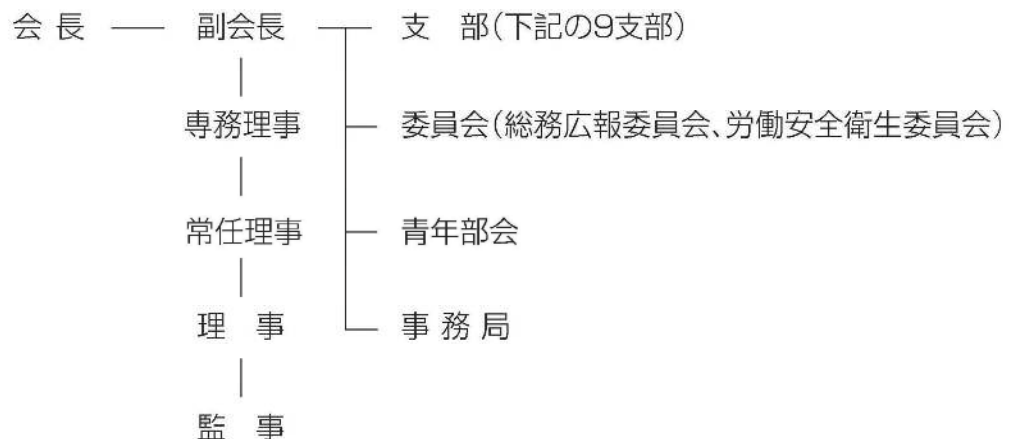 会長 副会長 支部(下記の9支部)
専務理事 委員会(総務広報委員会、労働安全衛生委員会)
常任理事 青年部会
理事 事務局
監事